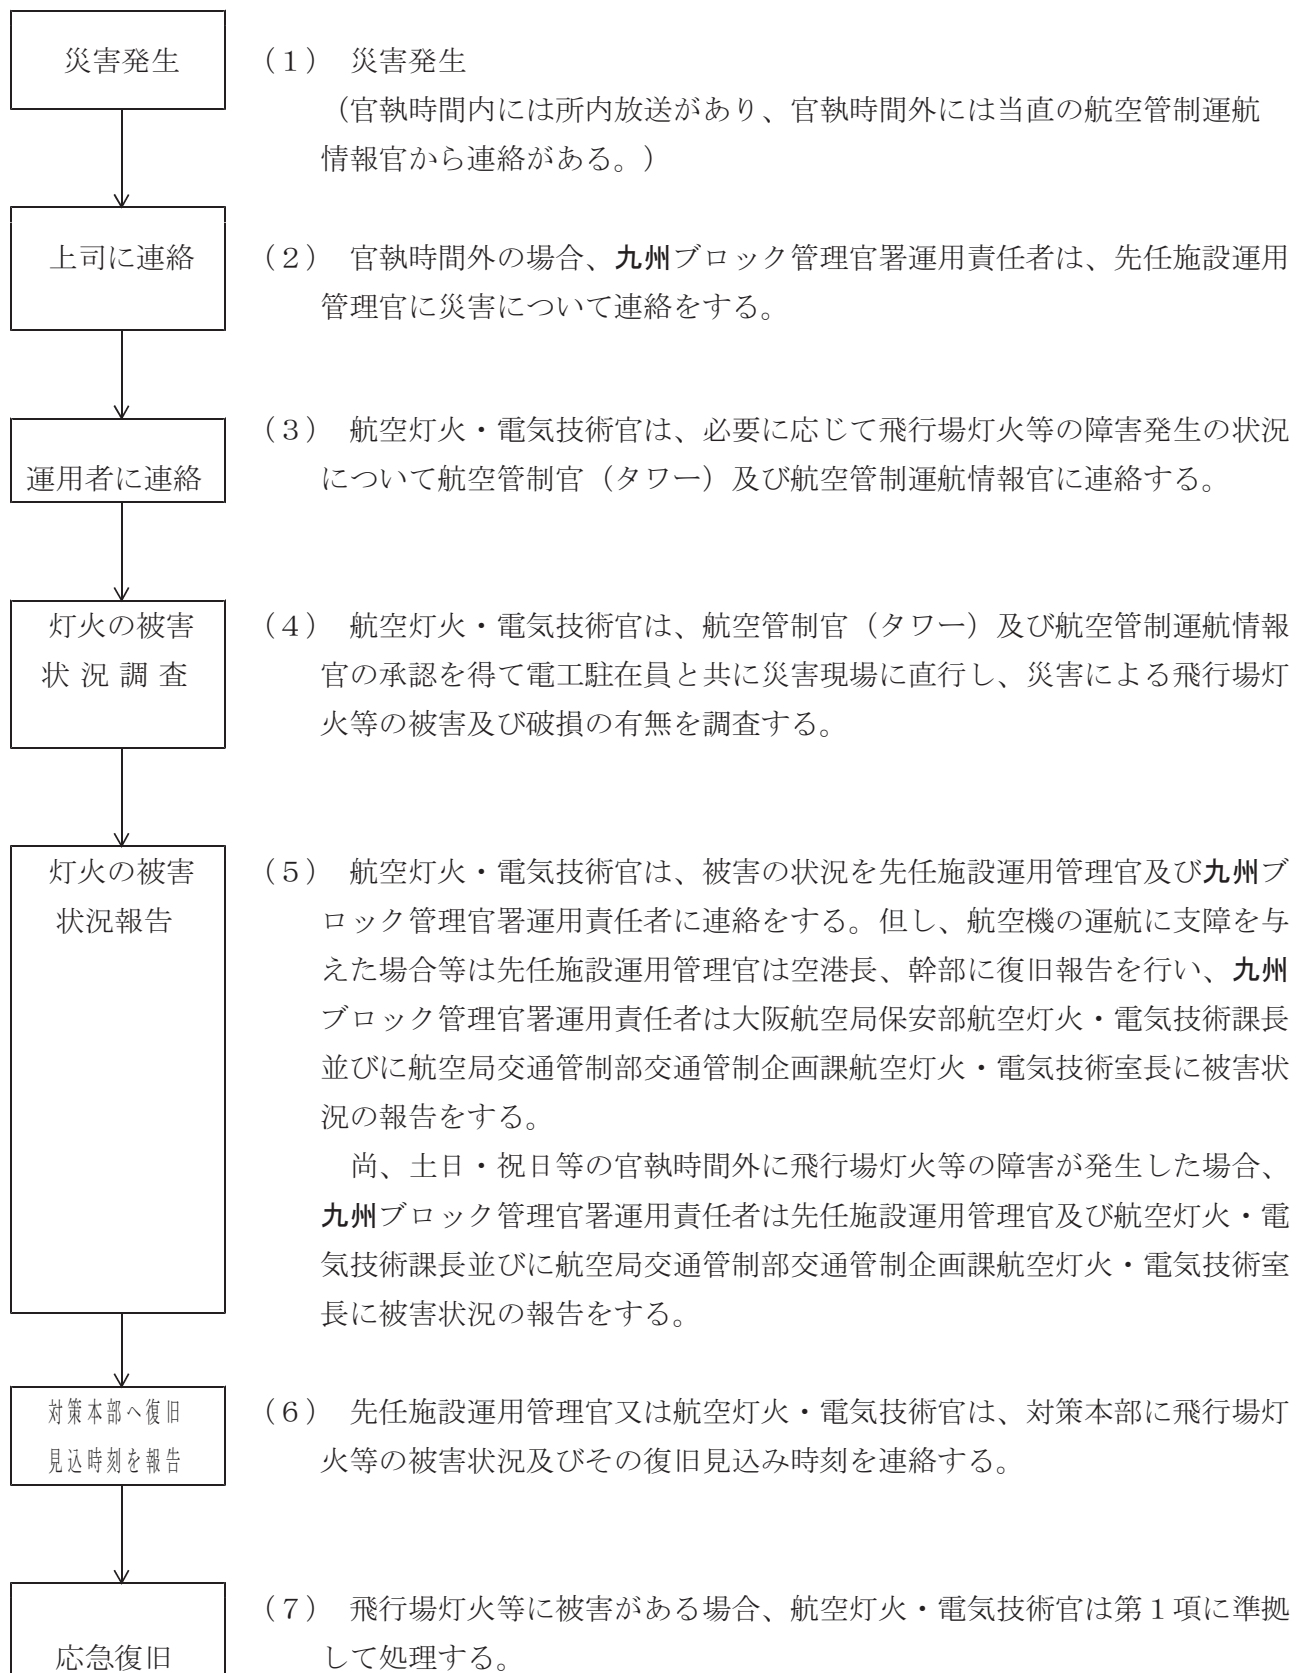 災害発生
（１） 災害発生
（官執時間内には所内放送があり、官執時間外には当直の航空管制運航
情報官から連絡がある。）
上司に連絡
（２） 官執時間外の場合、九州ブロック管理官署運用責任者は、先任施設運用
管理官に災害について連絡をする。
運用者に連絡
（３） 航空灯火・電気技術官は、必要に応じて飛行場灯火等の障害発生の状況
について航空管制官（タワー）及び航空管制運航情報官に連絡する。
灯火の被害
状 況 調 査
（４） 航空灯火・電気技術官は、航空管制官（タワー）及び航空管制運航情報
官の承認を得て電工駐在員と共に災害現場に直行し、災害による飛行場灯
火等の被害及び破損の有無を調査する。
灯火の被害
状況報告
（５） 航空灯火・電気技術官は、被害の状況を先任施設運用管理官及び九州ブ
ロック管理官署運用責任者に連絡をする。但し、航空機の運航に支障を与
えた場合等は先任施設運用管理官は空港長、幹部に復旧報告を行い、九州
ブロック管理官署運用責任者は大阪航空局保安部航空灯火・電気技術課長
並びに航空局交通管制部交通管制企画課航空灯火・電気技術室長に被害状
況の報告をする。
尚、土日・祝日等の官執時間外に飛行場灯火等の障害が発生した場合、
九州ブロック管理官署運用責任者は先任施設運用管理官及び航空灯火・電
気技術課長並びに航空局交通管制部交通管制企画課航空灯火・電気技術室
長に被害状況の報告をする。
対策本部へ復旧
見込時刻を報告
（６） 先任施設運用管理官又は航空灯火・電気技術官は、対策本部に飛行場灯
火等の被害状況及びその復旧見込み時刻を連絡する。
応急復旧
（７） 飛行場灯火等に被害がある場合、航空灯火・電気技術官は第１項に準拠
して処理する。